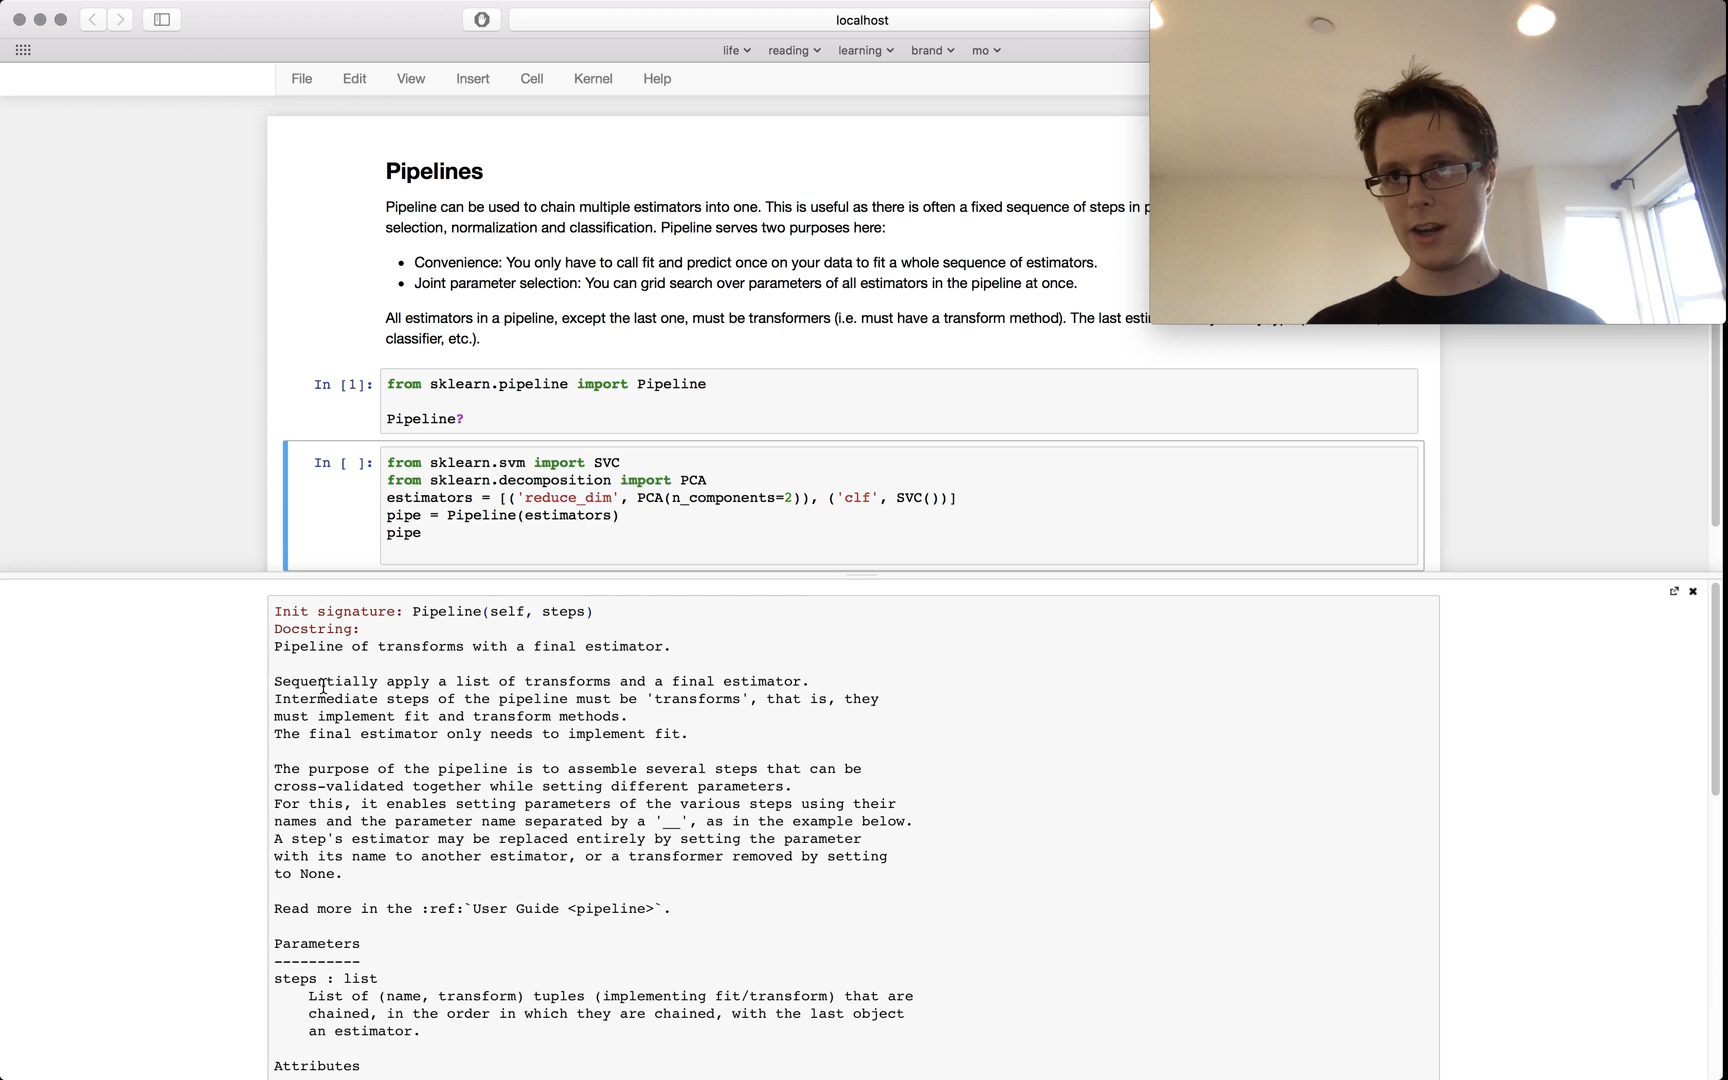 localhost
life reading learning brand mo
File Edit View Insert Cell Kernel Help
Pipelines
Pipeline can be used to chain multiple estimators into one. This is useful as there is often a fixed sequence of steps in
selection, normalization and classification. Pipeline serves two purposes here:
• Convenience: You only have to call fit and predict once on your data to fit a whole sequence of estimators.
• Joint parameter selection: You can grid search over parameters of all estimators in the pipeline at once.
All estimators in a pipeline, except the last one, must be transformers (i.e. must have a transform method). The last
classifier, etc.).
In [1]: from sklearn.pipeline import Pipeline
Pipeline?
In [ ]: from sklearn.svm import SVC
from sklearn.decomposition import PCA
estimators = [('reduce_dim', PCA(n_components=2)), ('clf', SVC())]
pipe = Pipeline(estimators)
pipe
Init signature: Pipeline(self, steps)
Docstring:
Pipeline of transforms with a final estimator.
Sequentially apply a list of transforms and a final estimator.
Intermediate steps of the pipeline must be 'transforms', that is, they
must implement fit and transform methods.
The final estimator only needs to implement fit.
The purpose of the pipeline is to assemble several steps that can be
cross-validated together while setting different parameters.
For this, it enables setting parameters of the various steps using their
names and the parameter name separated by a '__', as in the example below.
A step's estimator may be replaced entirely by setting the parameter
with its name to another estimator, or a transformer removed by setting
to None.
Read more in the :ref:`User Guide <pipeline>`.
Parameters
----------
steps : list
List of (name, transform) tuples (implementing fit/transform) that are
chained, in the order in which they are chained, with the last object
an estimator.
Attributes